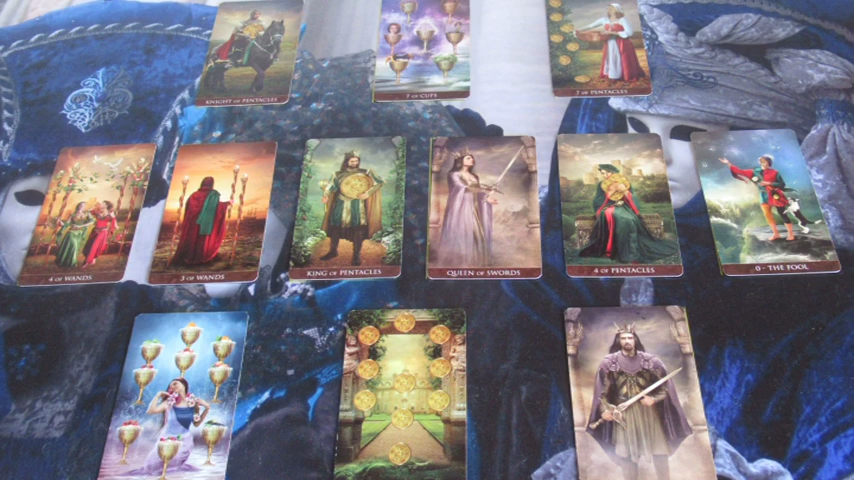 KNIGHT OF PENTACLES
7 OF CUPS
7 OF PENTACLES
4 OF WANDS
3 OF WANDS
KING OF PENTACLES
QUEEN OF SWORDS
4 OF PENTACLES
0 - THE FOOL